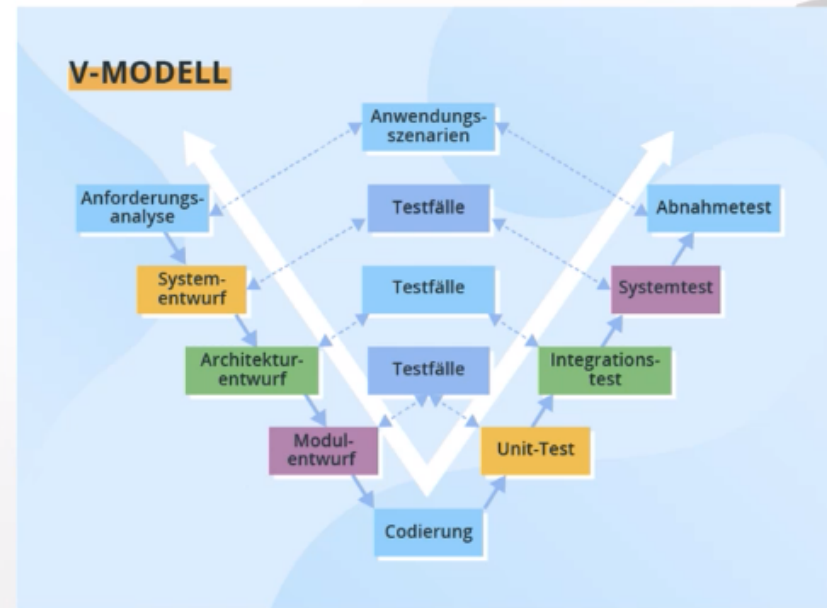 V-MODELL
Anwendungs-
szenarien
Anforderungs-
analyse
Testfälle
Abnahmetest
System-
entwurf
Testfälle
Systemtest
Architektur-
entwurf
Testfälle
Integrations-
test
Modul-
entwurf
Unit-Test
Codierung